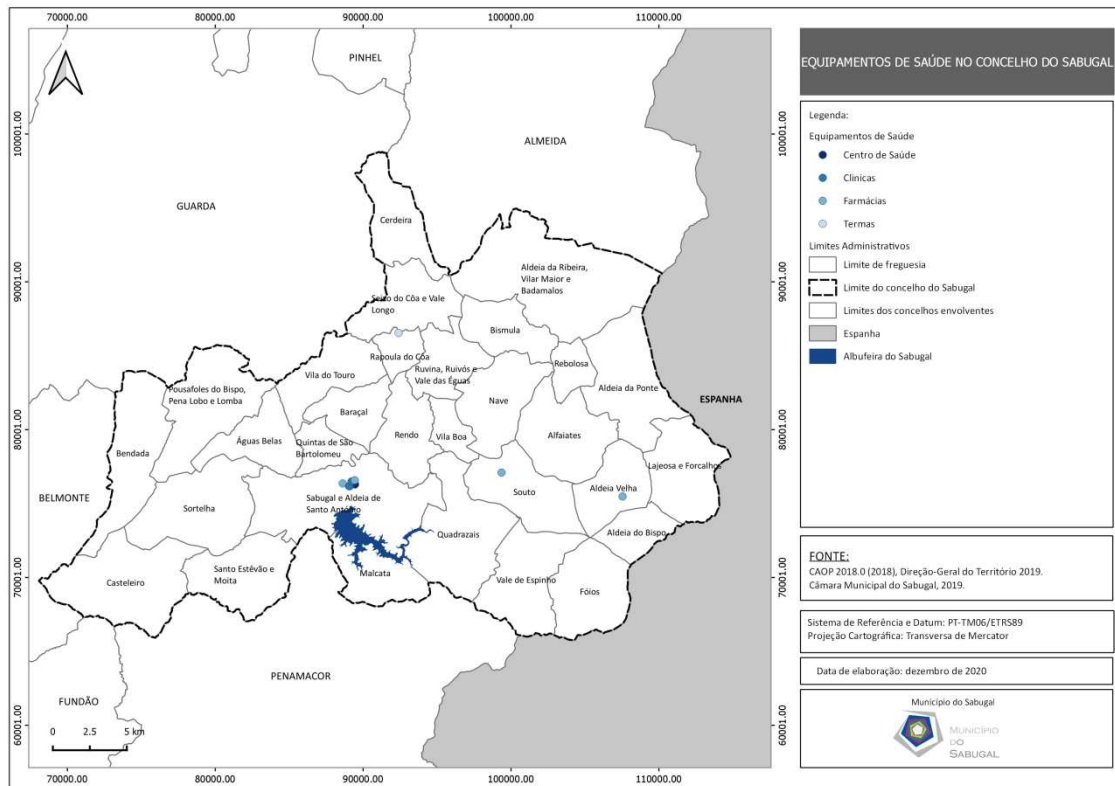 70000.00
80000.00
90000.00
100000.00
110000.00
100001.00
90001.00
80001.00
70001.00
60001.00
100001.00
90001.00
80001.00
70001.00
60001.00
PINHEL
ALMEIDA
GUARDA
Cerdeira
Aldeia da Ribeira,
Vilar Maior e
Badamalos
Seixo do Côa e Vale
Longo
Bismula
Rapoula do Côa
Ruvina, Ruivós e
Vale das Éguas
Rebolosa
Vila do Touro
Aldeia da Ponte
Pousafoles do Bispo,
Pena Lobo e Lomba
Nave
ESPANHA
Baraçal
Alfaiates
Rendo
Vila Boa
Águas Belas
Quintas de São
Bartolomeu
Bendada
Lajeosa e Forcalhos
BELMONTE
Aldeia Velha
Souto
Sortelha
Sabugal e Aldeia de
Santo António
Aldeia do Bispo
Quadrazais
Casteleiro
Santo Estêvão e
Moita
Malcata
Vale de Espinho
Fóios
PENAMACOR
FUNDÃO
0 2.5 5 km
70000.00
80000.00
90000.00
100000.00
110000.00
EQUIPAMENTOS DE SAÚDE NO CONCELHO DO SABUGAL
Legenda:
Equipamentos de Saúde
Centro de Saúde
Clinicas
Farmácias
Termas
Limites Administrativos
Limite de freguesia
Limite do concelho do Sabugal
Limites dos concelhos envolventes
Espanha
Albufeira do Sabugal
FONTE:
CAOP 2018.0 (2018), Direção-Geral do Território 2019.
Câmara Municipal do Sabugal, 2019.
Sistema de Referência e Datum: PT-TM06/ETRS89
Projeção Cartográfica: Transversa de Mercator
Data de elaboração: dezembro de 2020
Município do Sabugal
MUNICÍPIO
DO
SABUGAL